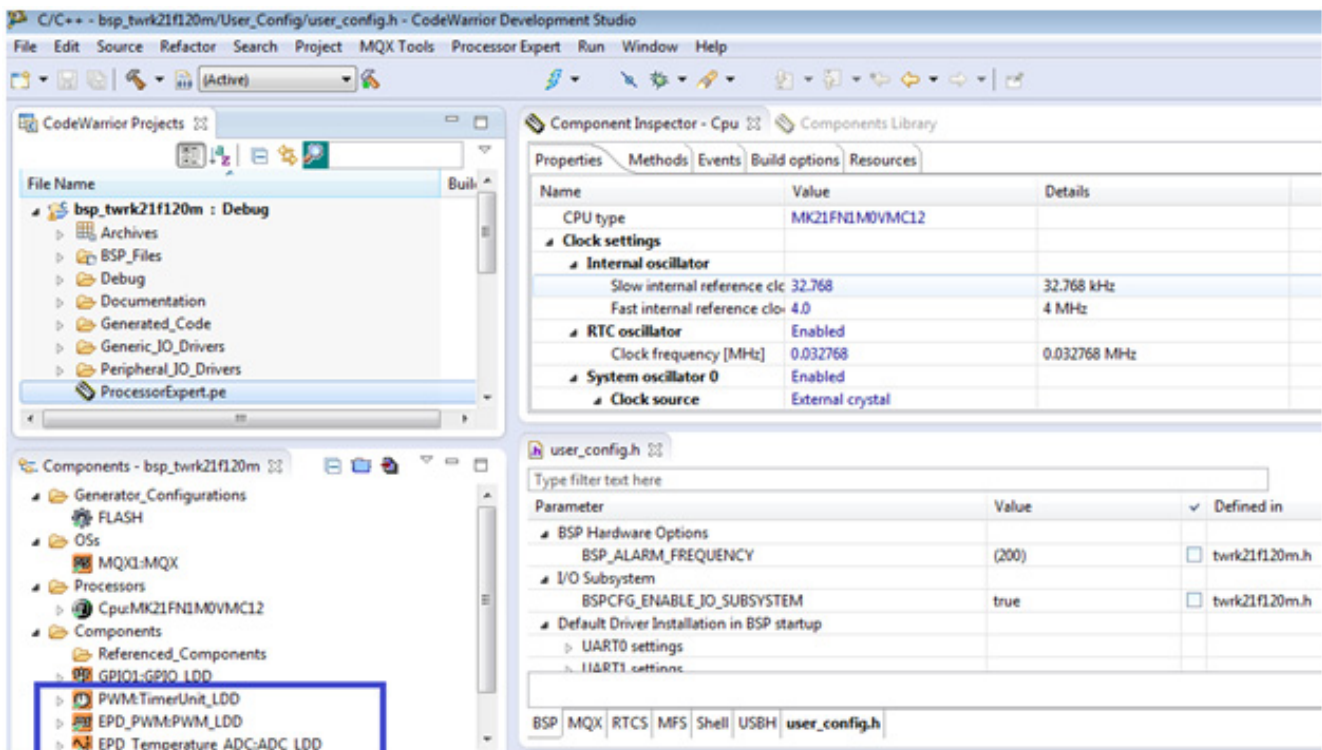 C/C++ - bsp_twrk21f120m/User_Config/user_config.h - CodeWarrior Development Studio
File Edit Source Refactor Search Project MQX Tools Processor Expert Run Window Help
(Active)
CodeWarrior Projects
File Name Build
bsp_twrk21f120m : Debug
Archives
BSP_Files
Debug
Documentation
Generated_Code
Generic_IO_Drivers
Peripheral_IO_Drivers
ProcessorExpert.pe
Component Inspector - Cpu Components Library
Properties Methods Events Build options Resources
Name Value Details
CPU type MK21FN1M0VMC12
Clock settings
Internal oscillator
Slow internal reference clc 32.768 32.768 kHz
Fast internal reference clo 4.0 4 MHz
RTC oscillator Enabled
Clock frequency [MHz] 0.032768 0.032768 MHz
System oscillator 0 Enabled
Clock source External crystal
Components - bsp_twrk21f120m
Generator_Configurations
FLASH
OSs
MQX1:MQX
Processors
Cpu:MK21FN1M0VMC12
Components
Referenced_Components
GPIO1:GPIO_LDD
PWM:TimerUnit_LDD
EPD_PWM:PWM_LDD
EPD_Temperature_ADC:ADC_LDD
user_config.h
Type filter text here
Parameter Value Defined in
BSP Hardware Options
BSP_ALARM_FREQUENCY (200) twrk21f120m.h
I/O Subsystem
BSPCFG_ENABLE_IO_SUBSYSTEM true twrk21f120m.h
Default Driver Installation in BSP startup
UART0 settings
UART1 settings
BSP MQX RTCS MFS Shell USBH user_config.h